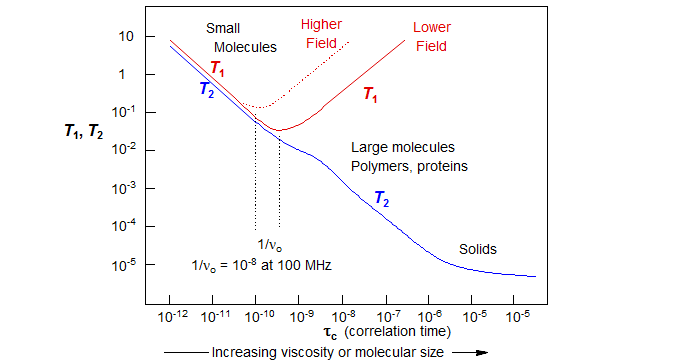 Small
Molecules
Higher
Field
Lower
Field
T₁
T₂
T₁
T₁, T₂
10
1
10⁻¹
10⁻²
10⁻³
10⁻⁴
10⁻⁵
Large molecules
Polymers, proteins
T₂
Solids
1/νₒ
1/νₒ = 10⁻⁸ at 100 MHz
10⁻¹² 10⁻¹¹ 10⁻¹⁰ 10⁻⁹ 10⁻⁸ 10⁻⁷ 10⁻⁶ 10⁻⁵ 10⁻⁵
τc (correlation time)
Increasing viscosity or molecular size